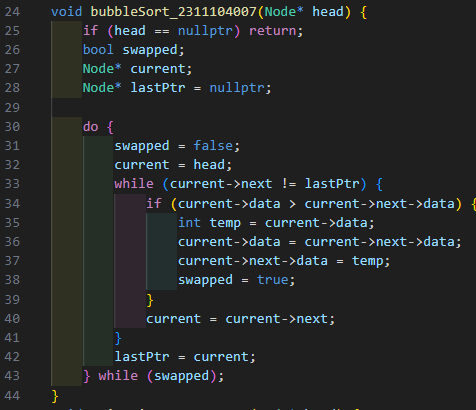 24 void bubbleSort_2311104007(Node* head) {
25     if (head == nullptr) return;
26     bool swapped;
27     Node* current;
28     Node* lastPtr = nullptr;
29
30     do {
31         swapped = false;
32         current = head;
33         while (current->next != lastPtr) {
34             if (current->data > current->next->data) {
35                 int temp = current->data;
36                 current->data = current->next->data;
37                 current->next->data = temp;
38                 swapped = true;
39             }
40             current = current->next;
41         }
42         lastPtr = current;
43     } while (swapped);
44 }